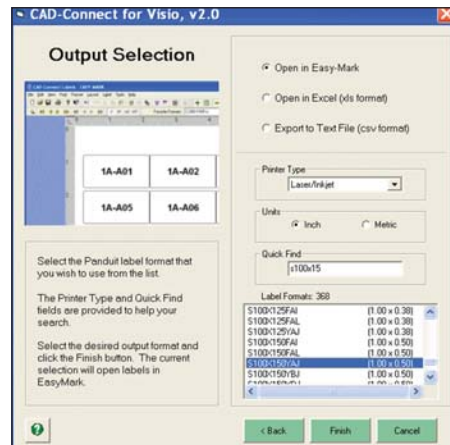 CAD-Connect for Visio, v2.0
Output Selection
1A-A01
1A-A02
1A-A05
1A-A06
Select the Panduit label format that
you wish to use from the list.
The Printer Type and Quick Find
fields are provided to help your
search.
Select the desired output format and
click the Finish button. The current
selection will open labels in
EasyMark.
Open in Easy-Mark
Open in Excel (xls format)
Export to Text File (csv format)
Printer Type
Laser/Inkjet
Units
Inch
Metric
Quick Find
s100x15
Label Formats: 368
S100X125FAI (1.00 x 0.38)
S100X125FAL (1.00 x 0.38)
S100X125YAJ (1.00 x 0.38)
S100X150FAI (1.00 x 0.50)
S100X150FAL (1.00 x 0.50)
S100X150YAJ (1.00 x 0.50)
S100X150YBJ (1.00 x 0.50)
?
< Back
Finish
Cancel